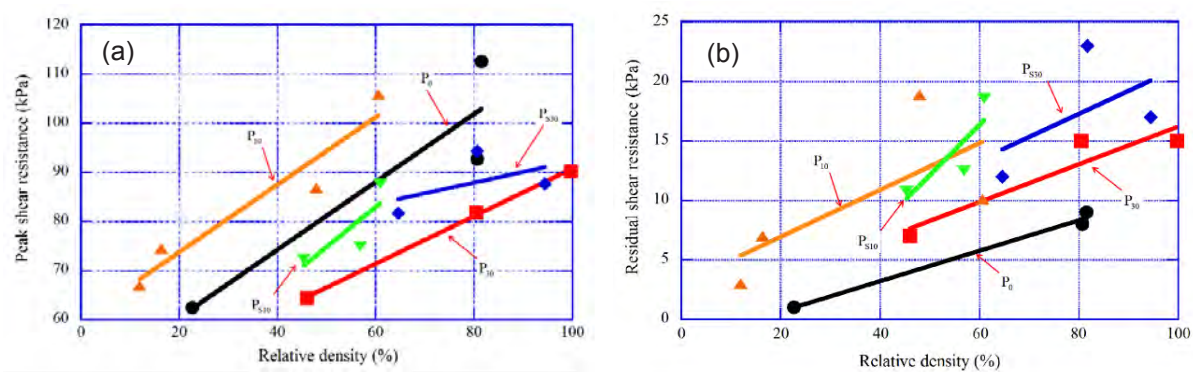 (a)
Peak shear resistance (kPa)
120
110
100
90
80
70
60
0
20
40
60
80
100
Relative density (%)
P10
P0
PS30
PS10
P30
(b)
Residual shear resistance (kPa)
25
20
15
10
5
0
0
20
40
60
80
100
Relative density (%)
PS30
P10
PS10
P30
P0